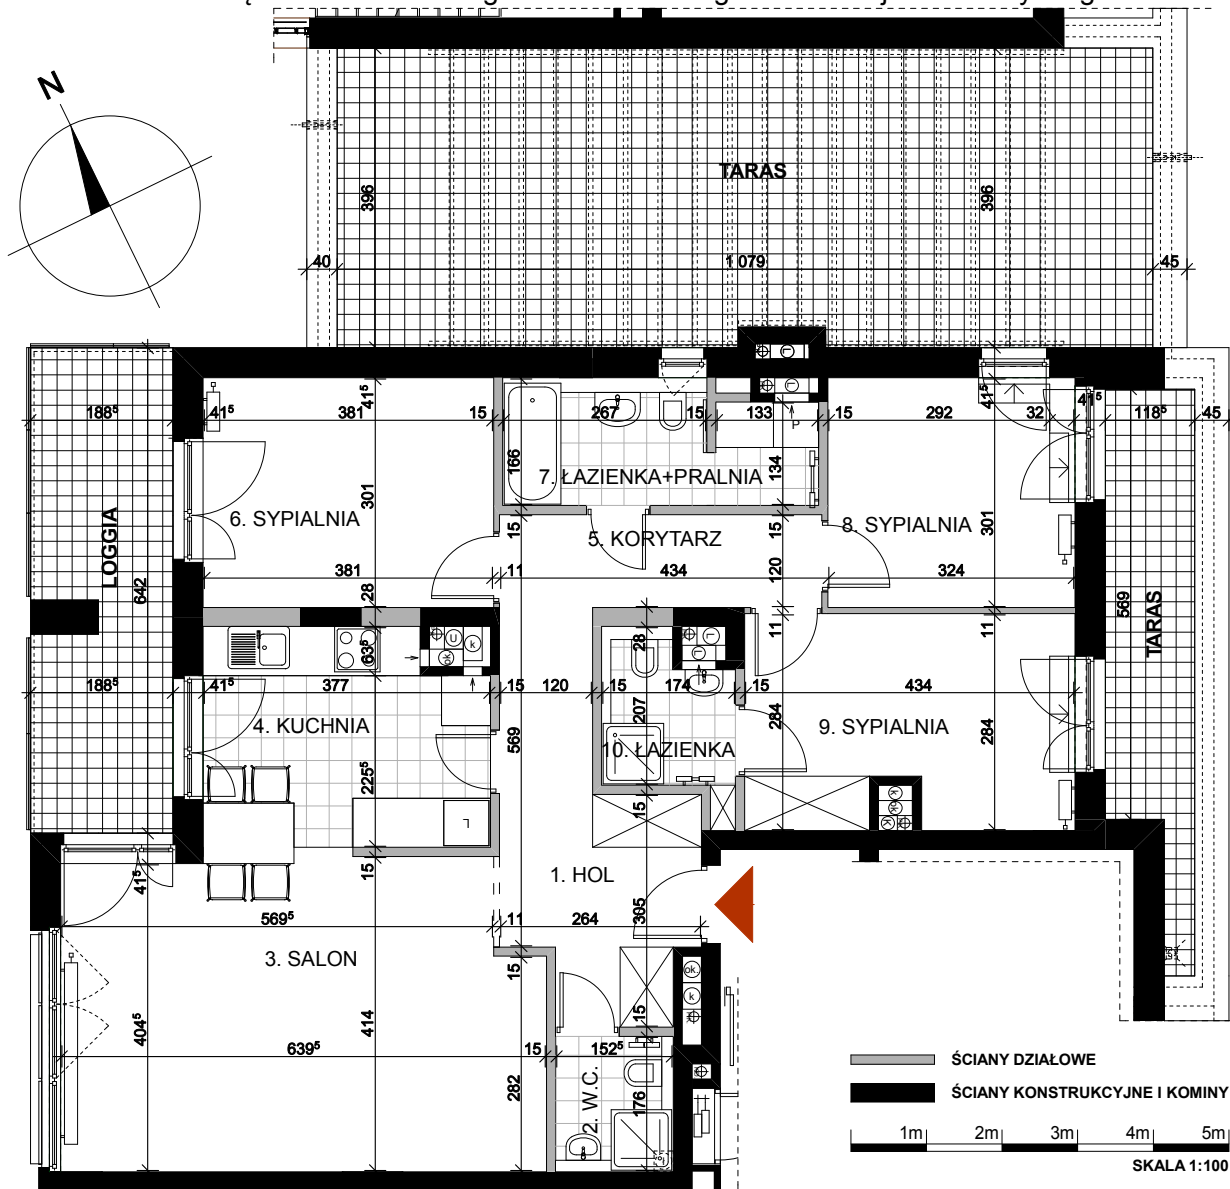 N
TARAS
396
396
40
1 079
45
188⁵
41⁵
381
41⁵
15
267
15
133
15
292
41⁵
32
41⁵
118⁵
45
166
134
P
7. ŁAZIENKA+PRALNIA
301
6. SYPIALNIA
15
5. KORYTARZ
15
8. SYPIALNIA
301
LOGGIA
642
381
11
434
120
324
569
TARAS
28
63⁵
U
k
ok
28
L
L
11
11
188⁵
41⁵
377
15
120
15
174
15
434
4. KUCHNIA
569
207
284
9. SYPIALNIA
284
10. ŁAZIENKA
225⁵
L
15
k
ok
K
15
41⁵
1. HOL
569⁵
11
264
305
3. SALON
15
ok.
k
404⁵
414
15
639⁵
15
152⁵
282
2. W.C.
176
ŚCIANY DZIAŁOWE
ŚCIANY KONSTRUKCYJNE I KOMINY
1m
2m
3m
4m
5m
SKALA 1:100